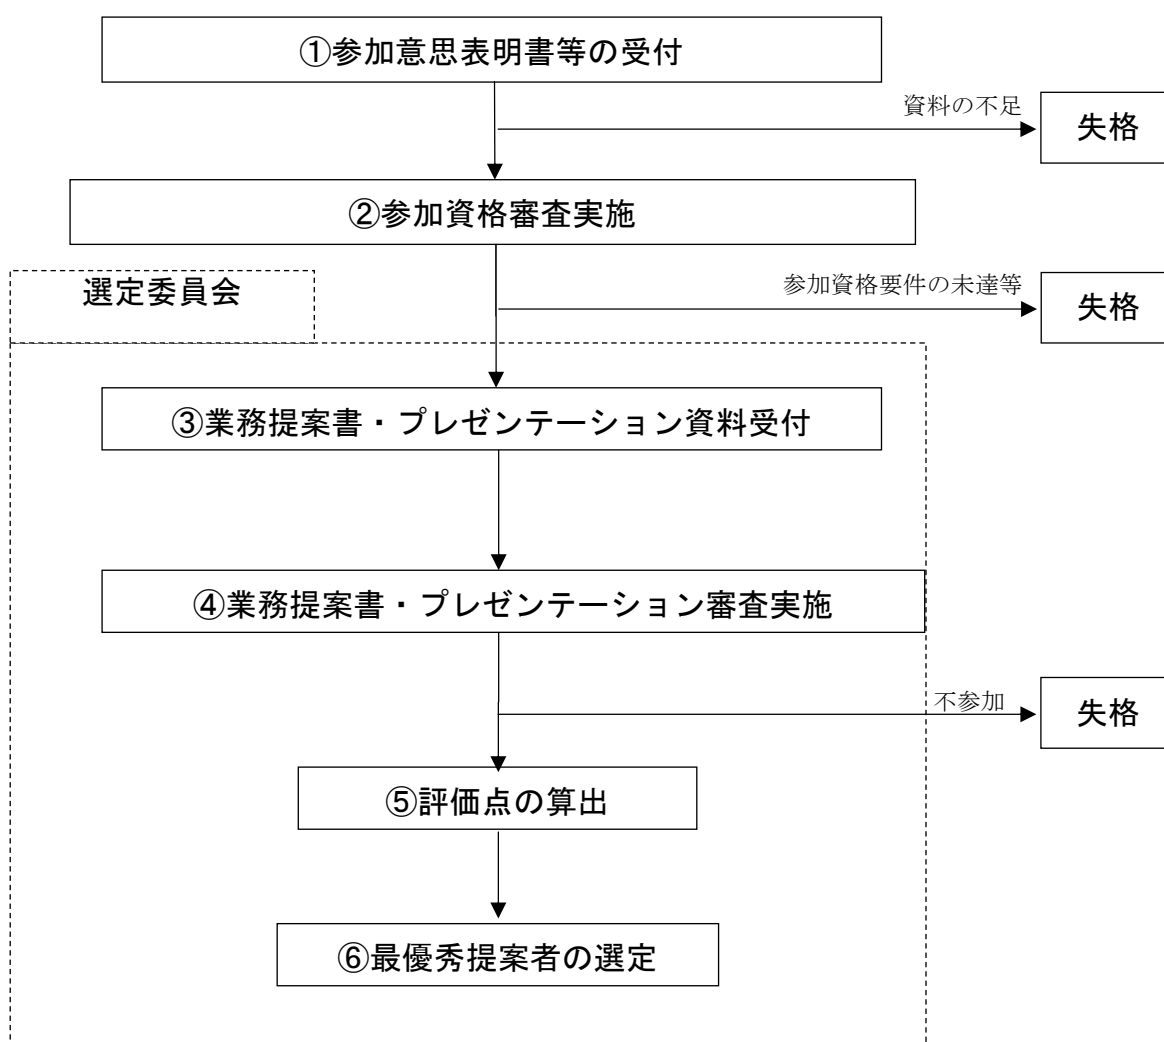 ①参加意思表明書等の受付
資料の不足
失格
②参加資格審査実施
選定委員会
参加資格要件の未達等
失格
③業務提案書・プレゼンテーション資料受付
④業務提案書・プレゼンテーション審査実施
不参加
失格
⑤評価点の算出
⑥最優秀提案者の選定